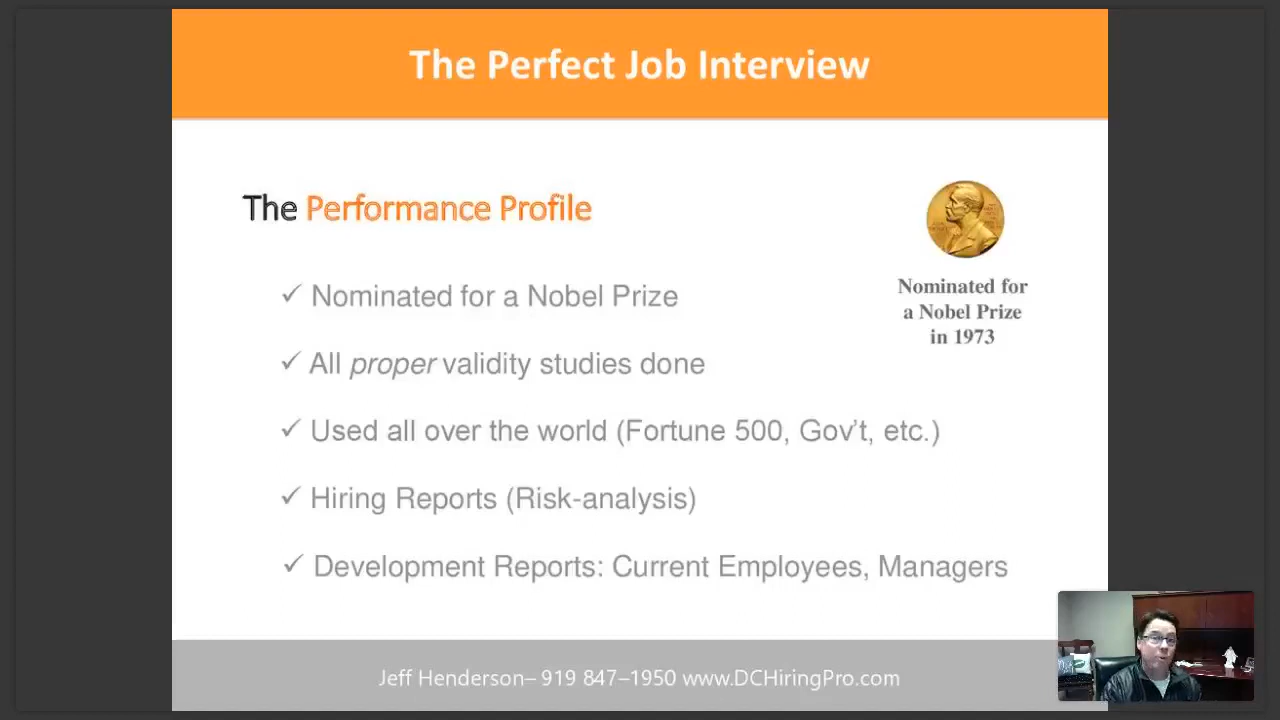 The Perfect Job Interview
The Performance Profile
✓ Nominated for a Nobel Prize
✓ All proper validity studies done
✓ Used all over the world (Fortune 500, Gov't, etc.)
✓ Hiring Reports (Risk-analysis)
✓ Development Reports: Current Employees, Managers
Nominated for
a Nobel Prize
in 1973
Jeff Henderson– 919 847–1950 www.DCHiringPro.com